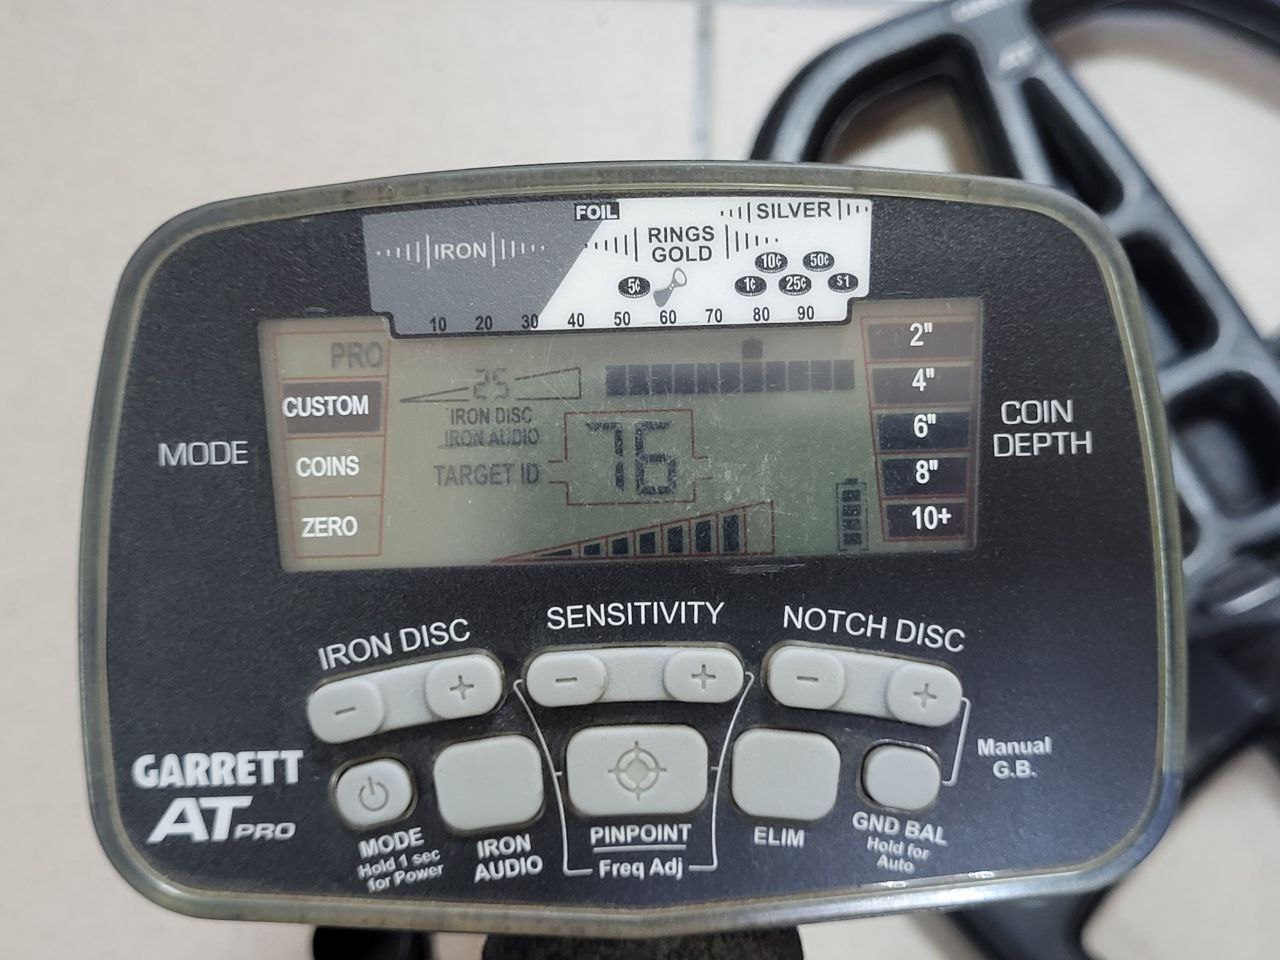 FOIL
SILVER
IRON
RINGS
GOLD
10¢ 50¢
5¢ 1¢ 25¢ $1
10 20 30 40 50 60 70 80 90
PRO
CUSTOM
COINS
ZERO
MODE
25
IRON DISC
IRON AUDIO
TARGET ID
76
2"
4"
6"
8"
10+
COIN
DEPTH
IRON DISC
SENSITIVITY
NOTCH DISC
- +
- +
- +
Manual
G.B.
GARRETT
AT PRO
MODE
Hold 1 sec
for Power
IRON
AUDIO
PINPOINT
Freq Adj
ELIM
GND BAL
Hold for
Auto